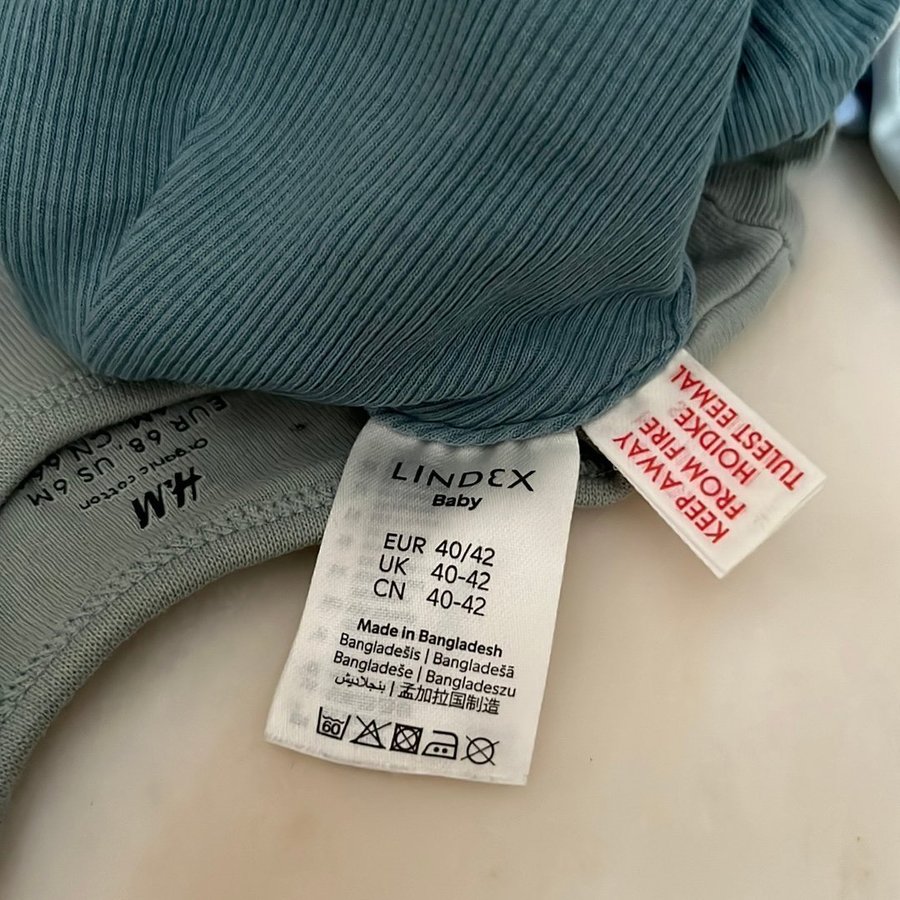 LINDEX
Baby
EUR 40/42
UK 40-42
CN 40-42
Made in Bangladesh
Bangladešis | Bangladešā
Bangladeše | Bangladeszu
孟加拉国制造
60
KEEP AWAY
FROM FIRE
HOIDKE
TULEST EEMAL
H&M
organic cotton
EUR 68, US 6M